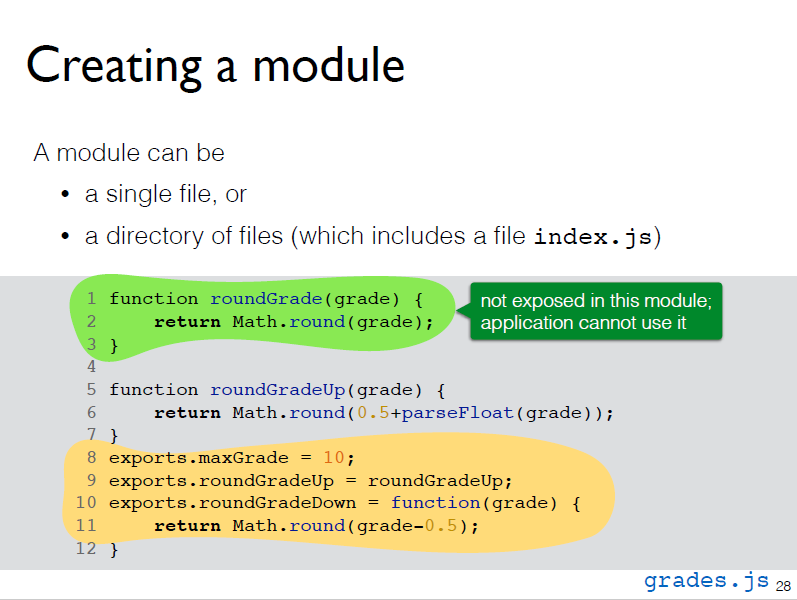 Creating a module
A module can be
• a single file, or
• a directory of files (which includes a file index.js)
1 function roundGrade(grade) {
2     return Math.round(grade);
3 }
not exposed in this module;
application cannot use it
4
5 function roundGradeUp(grade) {
6     return Math.round(0.5+parseFloat(grade));
7 }
8 exports.maxGrade = 10;
9 exports.roundGradeUp = roundGradeUp;
10 exports.roundGradeDown = function(grade) {
11     return Math.round(grade-0.5);
12 }
grades.js 28